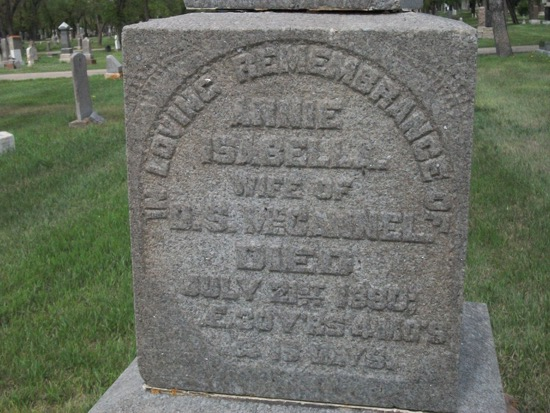 IN LOVING REMEMBRANCE OF
ANNIE
ISABELLA
WIFE OF
D. S. McCANNEL
DIED
JULY 21ST 1890;
Æ. 30 Y'RS 4 MO'S
& 15 DAYS.